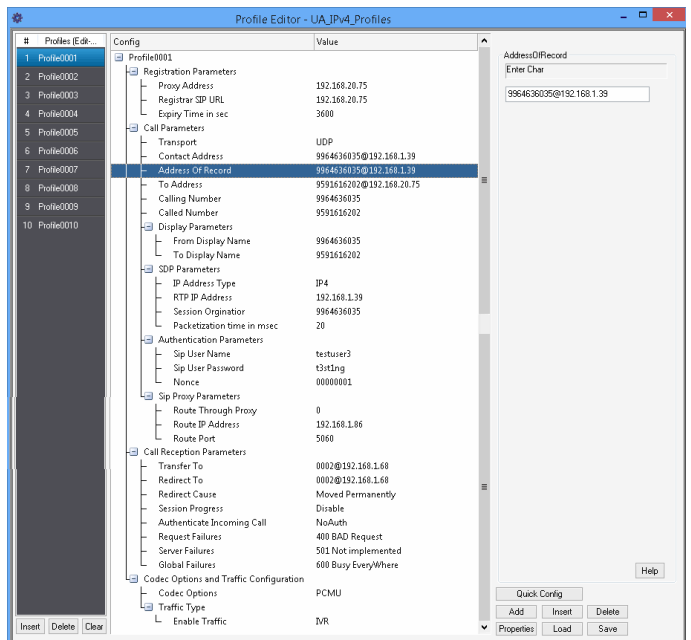 Profile Editor - UA_IPv4_Profiles
# Profiles (Edit-...
1 Profile0001
2 Profile0002
3 Profile0003
4 Profile0004
5 Profile0005
6 Profile0006
7 Profile0007
8 Profile0008
9 Profile0009
10 Profile0010
Insert Delete Clear
Config Value
Profile0001
Registration Parameters
Proxy Address 192.168.20.75
Registrar SIP URL 192.168.20.75
Expiry Time in sec 3600
Call Parameters
Transport UDP
Contact Address 9964636035@192.168.1.39
Address Of Record 9964636035@192.168.1.39
To Address 9591616202@192.168.20.75
Calling Number 9964636035
Called Number 9591616202
Display Parameters
From Display Name 9964636035
To Display Name 9591616202
SDP Parameters
IP Address Type IP4
RTP IP Address 192.168.1.39
Session Orginatior 9964636035
Packetization time in msec 20
Authentication Parameters
Sip User Name testuser3
Sip User Password t3st1ng
Nonce 00000001
Sip Proxy Parameters
Route Through Proxy 0
Route IP Address 192.168.1.86
Route Port 5060
Call Reception Parameters
Transfer To 0002@192.168.1.68
Redirect To 0002@192.168.1.68
Redirect Cause Moved Permanently
Session Progress Disable
Authenticate Incoming Call NoAuth
Request Failures 400 BAD Request
Server Failures 501 Not implemented
Global Failures 600 Busy EveryWhere
Codec Options and Traffic Configuration
Codec Options PCMU
Traffic Type
Enable Traffic IVR
AddressOfRecord
Enter Char
9964636035@192.168.1.39
Help
Quick Config
Add Insert Delete
Properties Load Save